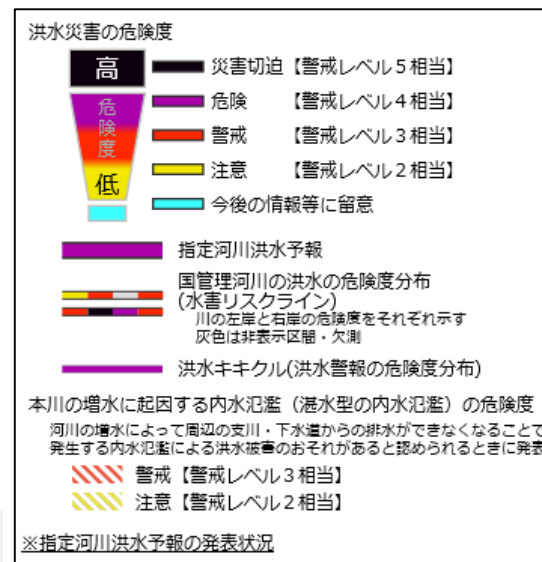 洪水災害の危険度
高
危険度
低
災害切迫【警戒レベル５相当】
危険　　【警戒レベル４相当】
警戒　　【警戒レベル３相当】
注意　　【警戒レベル２相当】
今後の情報等に留意
指定河川洪水予報
国管理河川の洪水の危険度分布
(水害リスクライン)
川の左岸と右岸の危険度をそれぞれ示す
灰色は非表示区間・欠測
洪水キキクル(洪水警報の危険度分布)
本川の増水に起因する内水氾濫（湛水型の内水氾濫）の危険度
河川の増水によって周辺の支川・下水道からの排水ができなくなることで
発生する内水氾濫による洪水被害のおそれがあると認められるときに発表
警戒【警戒レベル３相当】
注意【警戒レベル２相当】
※指定河川洪水予報の発表状況